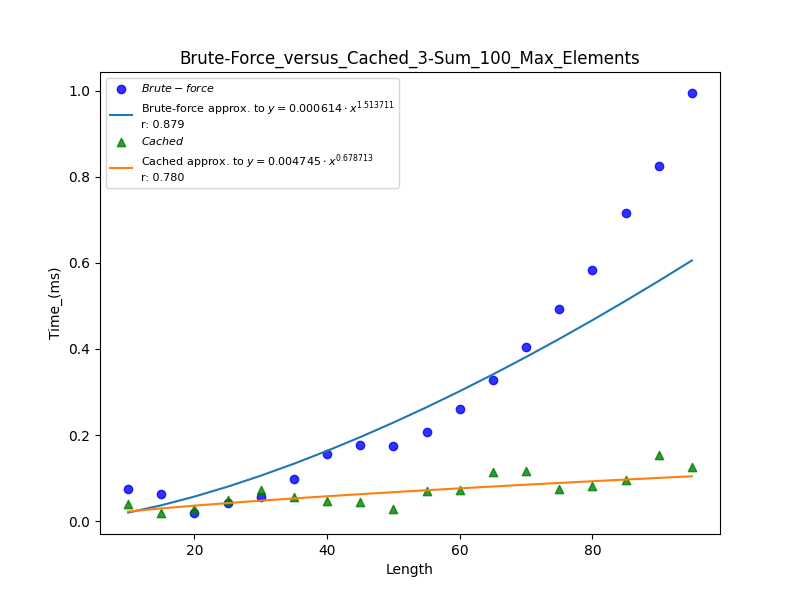 Brute-Force_versus_Cached_3-Sum_100_Max_Elements
Brute − force
Brute-force approx. to y = 0.000614 · x^1.513711
r: 0.879
Cached
Cached approx. to y = 0.004745 · x^0.678713
r: 0.780
Time_(ms)
1.0
0.8
0.6
0.4
0.2
0.0
20 40 60 80
Length